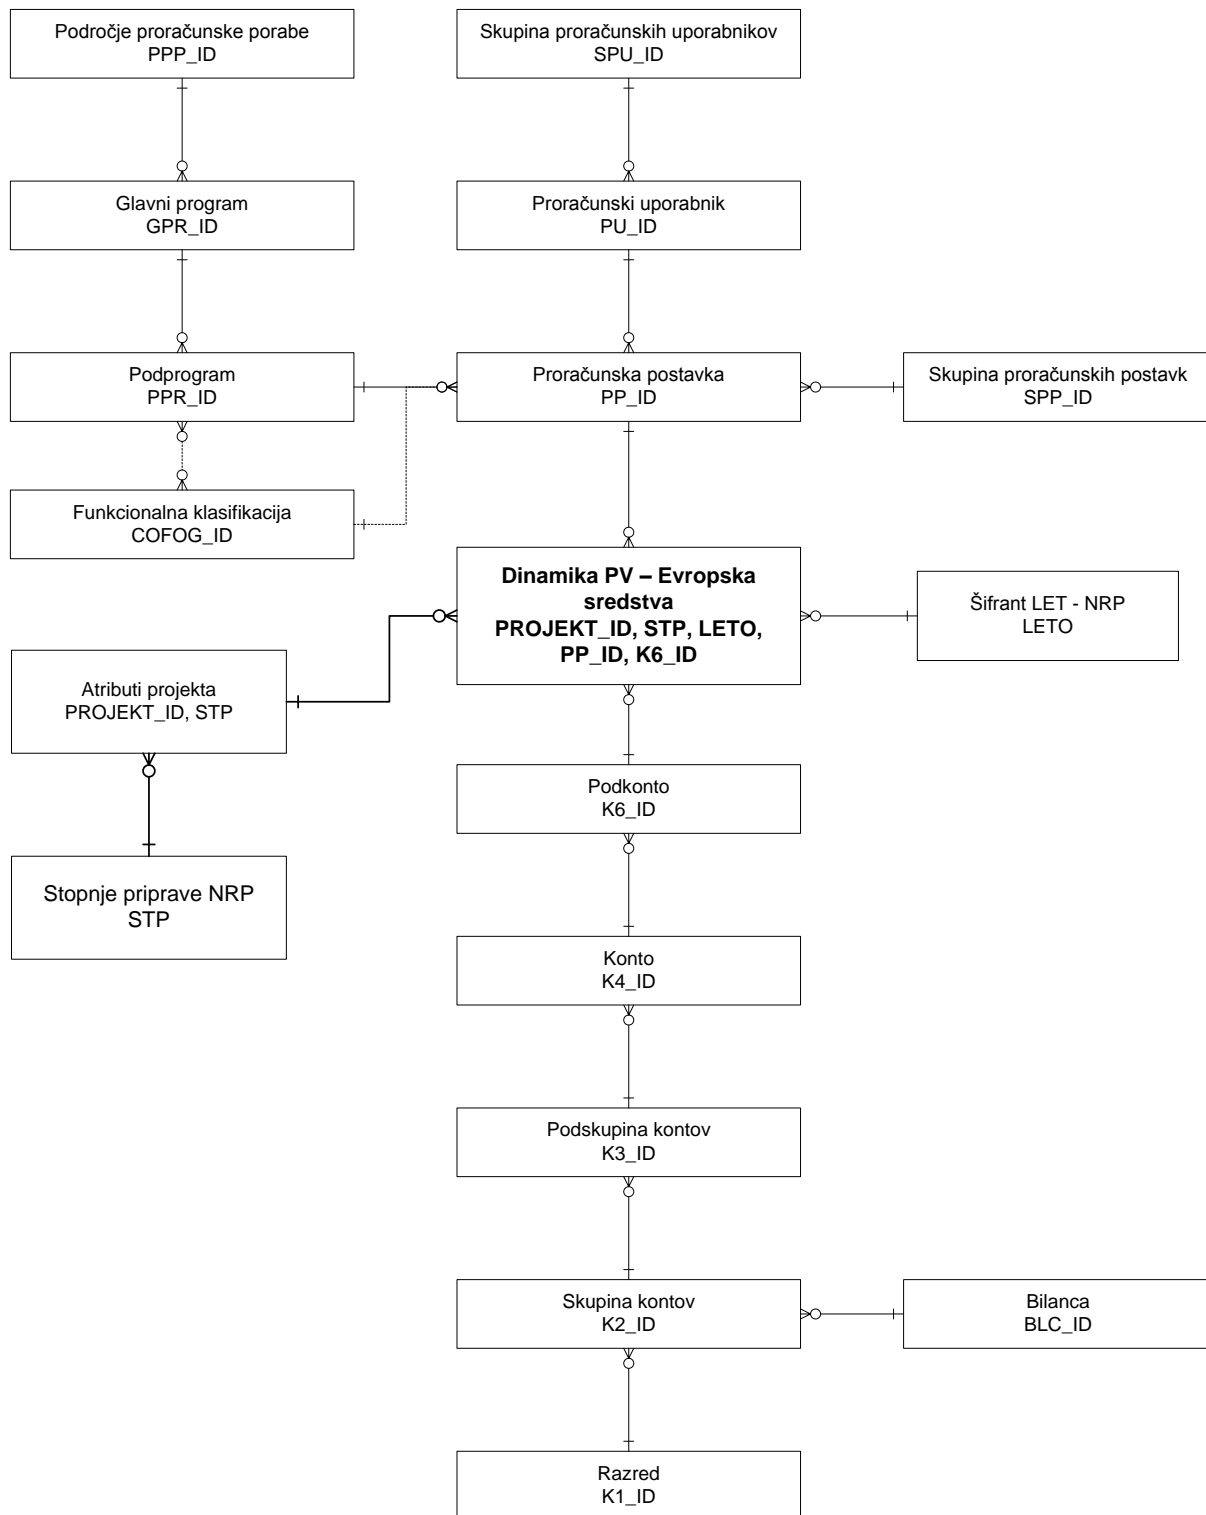 Področje proračunske porabe
PPP_ID
Skupina proračunskih uporabnikov
SPU_ID
Glavni program
GPR_ID
Proračunski uporabnik
PU_ID
Podprogram
PPR_ID
Proračunska postavka
PP_ID
Skupina proračunskih postavk
SPP_ID
Funkcionalna klasifikacija
COFOG_ID
Dinamika PV – Evropska
sredstva
PROJEKT_ID, STP, LETO,
PP_ID, K6_ID
Šifrant LET - NRP
LETO
Atributi projekta
PROJEKT_ID, STP
Podkonto
K6_ID
Stopnje priprave NRP
STP
Konto
K4_ID
Podskupina kontov
K3_ID
Skupina kontov
K2_ID
Bilanca
BLC_ID
Razred
K1_ID